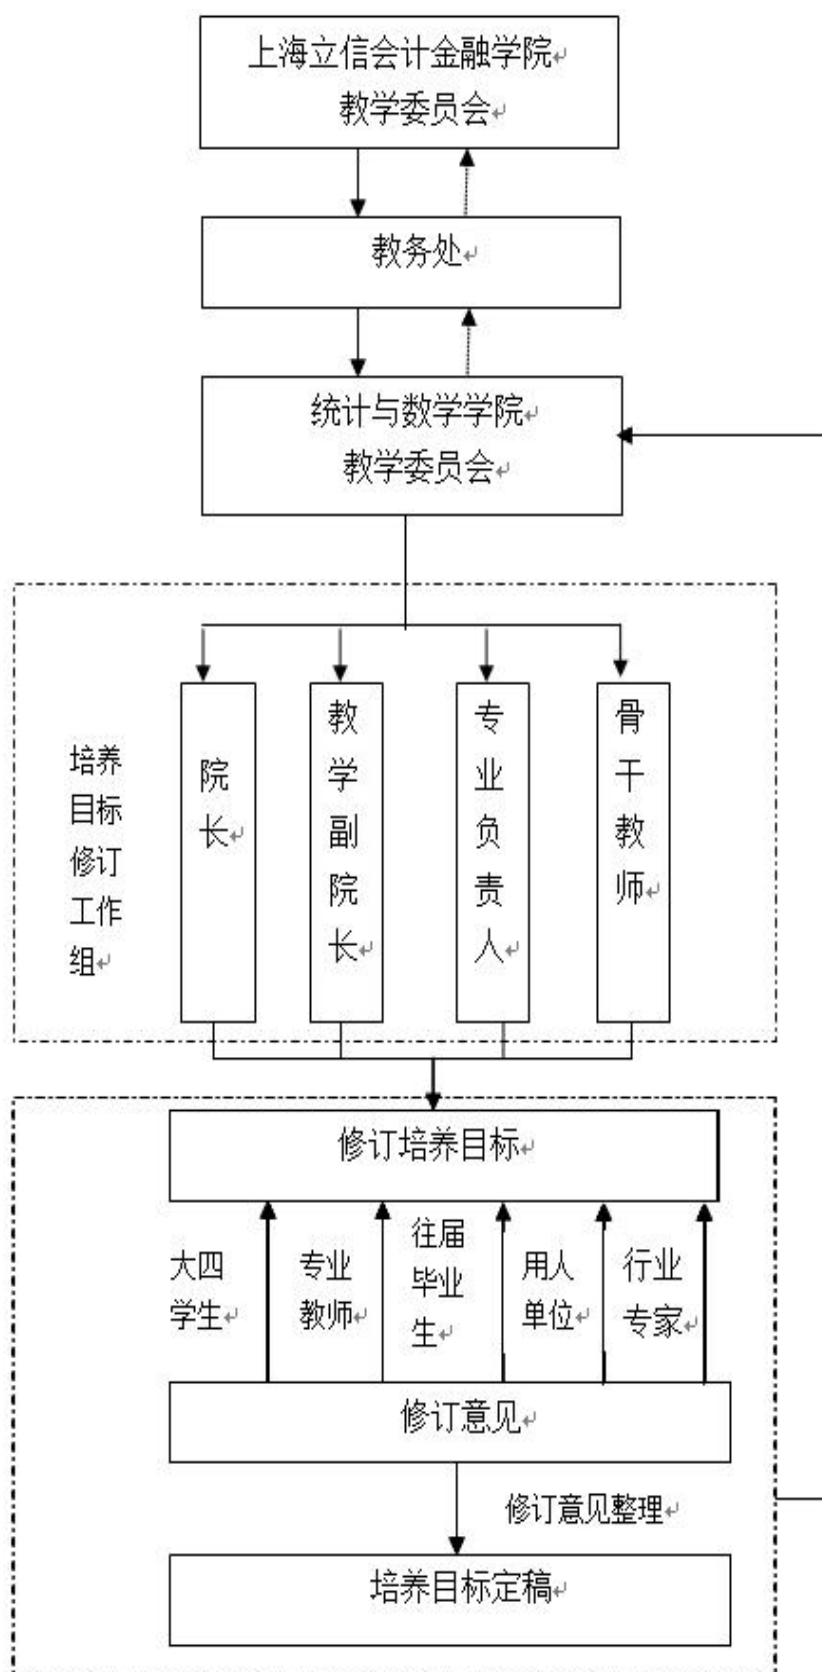 上海立信会计金融学院
教学委员会
教务处
统计与数学学院
教学委员会
培养
目标
修订
工作
组
院
长
教
学
副
院
长
专
业
负
责
人
骨
干
教
师
修订培养目标
大四
学生
专业
教师
往届
毕业
生
用人
单位
行业
专家
修订意见
修订意见整理
培养目标定稿